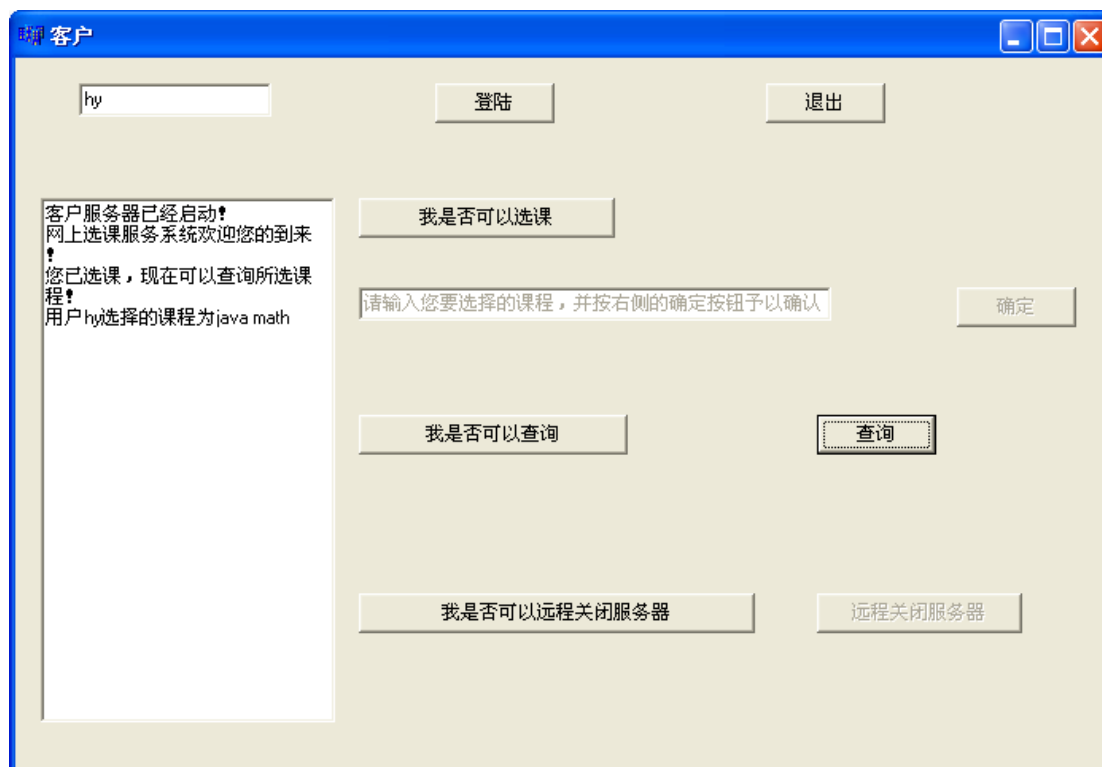 客户
hy
登陆
退出
客户服务器已经启动!
网上选课服务系统欢迎您的到来
!
您已选课，现在可以查询所选课
程!
用户hy选择的课程为java math
我是否可以选课
请输入您要选择的课程，并按右侧的确定按钮予以确认
确定
我是否可以查询
查询
我是否可以远程关闭服务器
远程关闭服务器